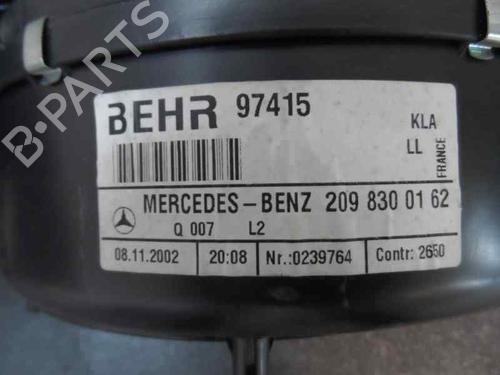 BEHR 97415
KLA
LL
FRANCE
MERCEDES-BENZ 209 830 01 62
Q 007 L2
08.11.2002 20:08 Nr.:0239764 Contr: 2650
B-PARTS